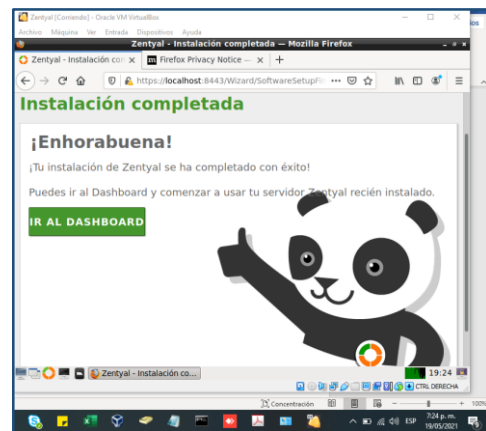 Zentyal [Corriendo] - Oracle VM VirtualBox
Archivo Máquina Ver Entrada Dispositivos Ayuda
Zentyal - Instalación completada — Mozilla Firefox
Zentyal - Instalación con
Firefox Privacy Notice —
https://localhost:8443/Wizard/SoftwareSetupFi
Instalación completada
¡Enhorabuena!
¡Tu instalación de Zentyal se ha completado con éxito!
Puedes ir al Dashboard y comenzar a usar tu servidor Zentyal recién instalado.
IR AL DASHBOARD
Zentyal - Instalación co...
19:24
CTRL DERECHA
Concentración
100%
ESP
7:24 p. m.
19/05/2021